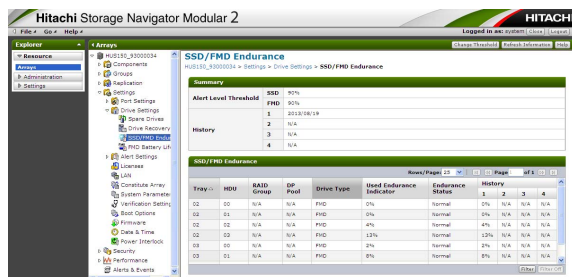 Hitachi Storage Navigator Modular 2
HITACHI
File Go Help
Logged in as: system Close Logout
Explorer
Resource
Arrays
Administration
Settings
Arrays
HUS150_93000034
Components
Groups
Replication
Settings
Port Settings
Drive Settings
Spare Drives
Drive Recovery
SSD/FMD Endur
FMD Battery Lif
Alert Settings
Licenses
LAN
Constitute Array
System Parameter
Verification Setting
Boot Options
Firmware
Date & Time
Power Interlock
Security
Performance
Alerts & Events
Change Threshold Refresh Information Help
SSD/FMD Endurance
HUS150_93000034 > Settings > Drive Settings > SSD/FMD Endurance
Summary
Alert Level Threshold SSD 90%
FMD 90%
History 1 2013/08/19
2 N/A
3 N/A
4 N/A
SSD/FMD Endurance
Rows/Page: 25 Page of 1
Tray HDU RAID Group DP Pool Drive Type Used Endurance Indicator Endurance Status History 1 2 3 4
02 00 N/A N/A FMD 0% Normal 0% N/A N/A N/A
02 01 N/A N/A FMD 0% Normal 0% N/A N/A N/A
02 02 N/A N/A FMD 4% Normal 4% N/A N/A N/A
02 03 N/A N/A FMD 13% Normal 13% N/A N/A N/A
03 00 N/A N/A FMD 2% Normal 2% N/A N/A N/A
03 01 N/A N/A FMD 8% Normal 8% N/A N/A N/A
Filter Filter Off